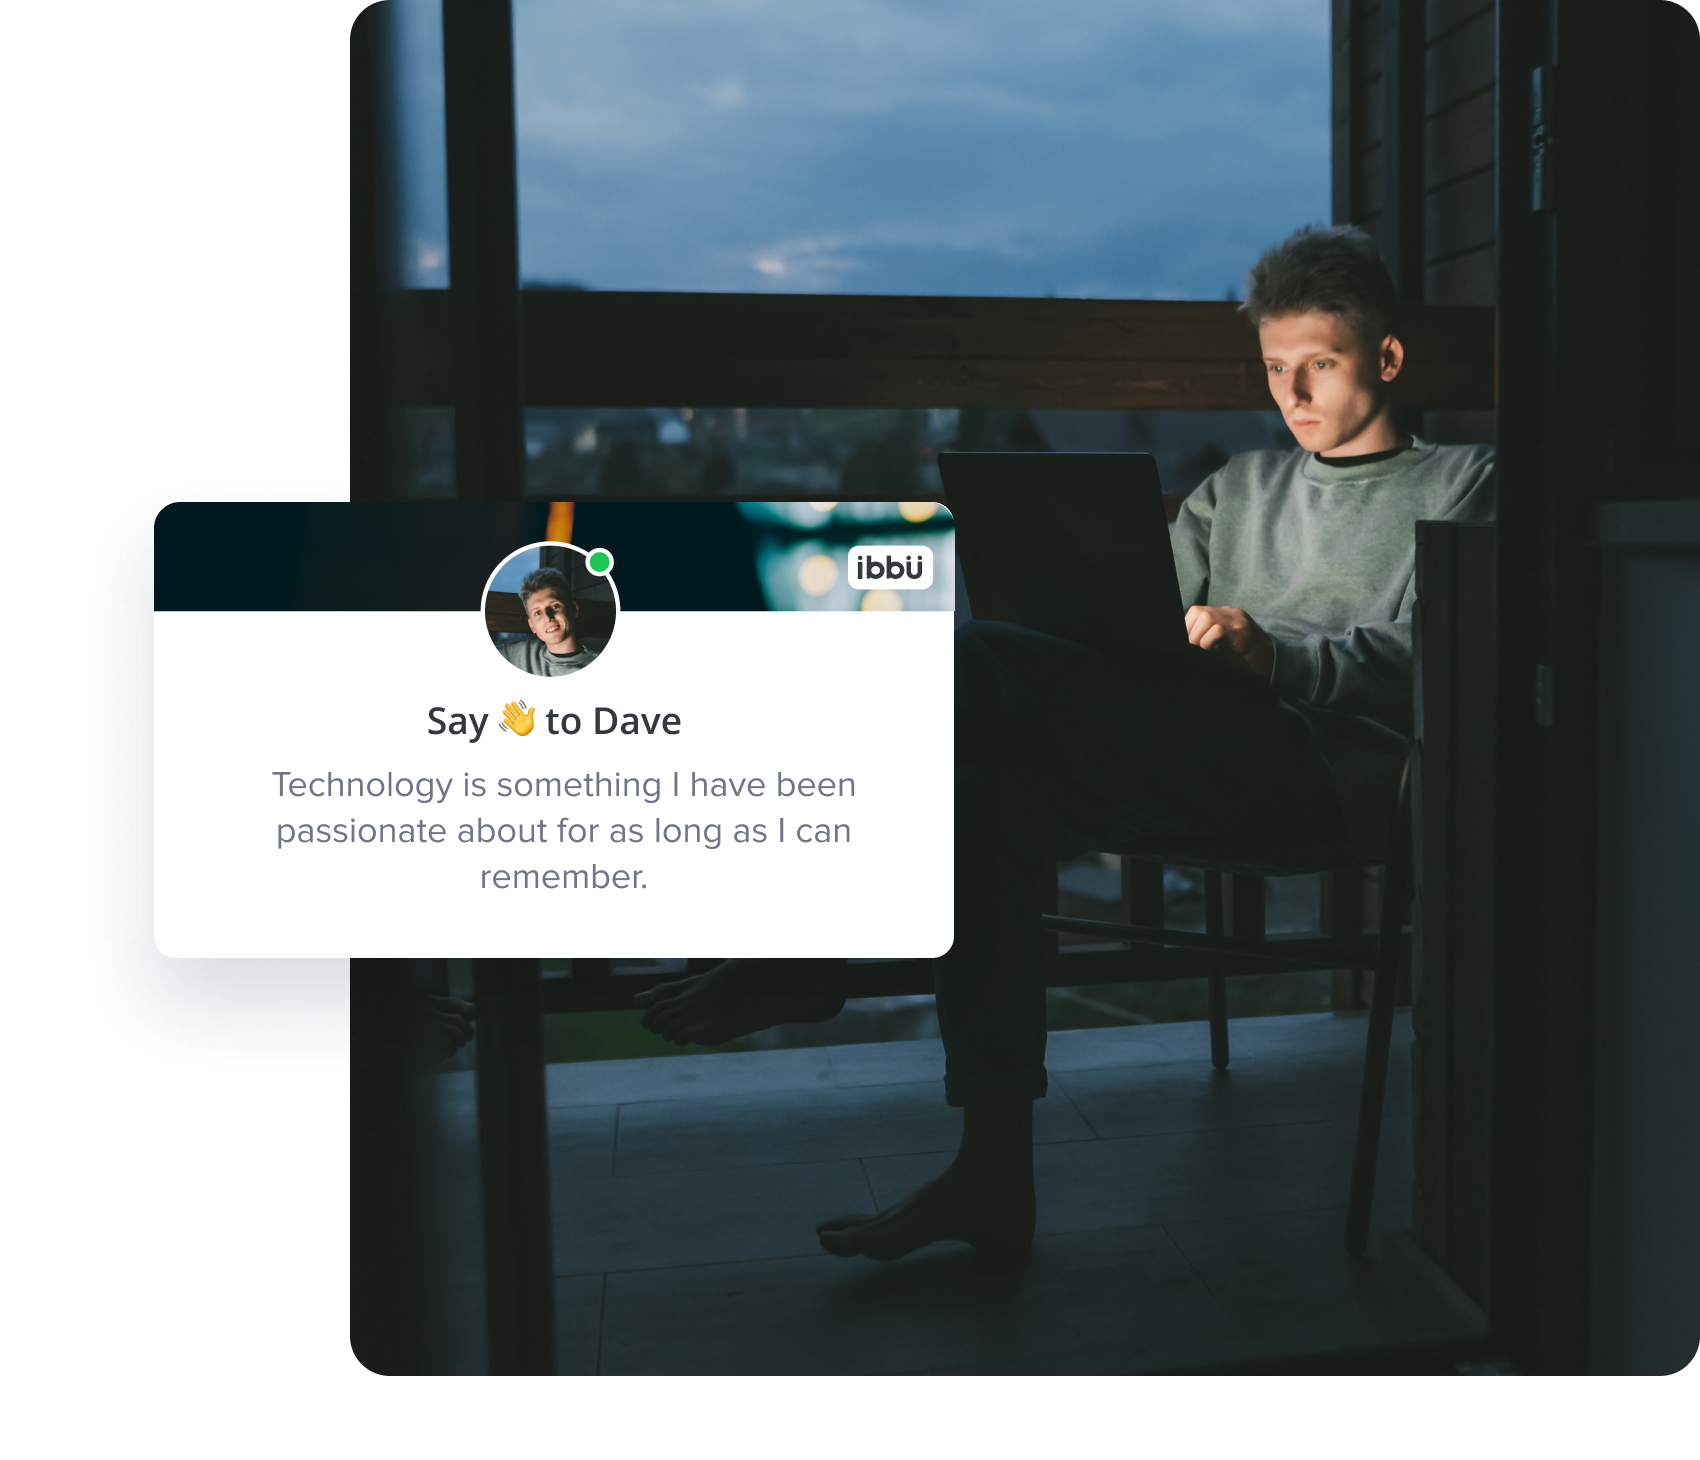 ibbü
Say 👋 to Dave
Technology is something I have been
passionate about for as long as I can
remember.